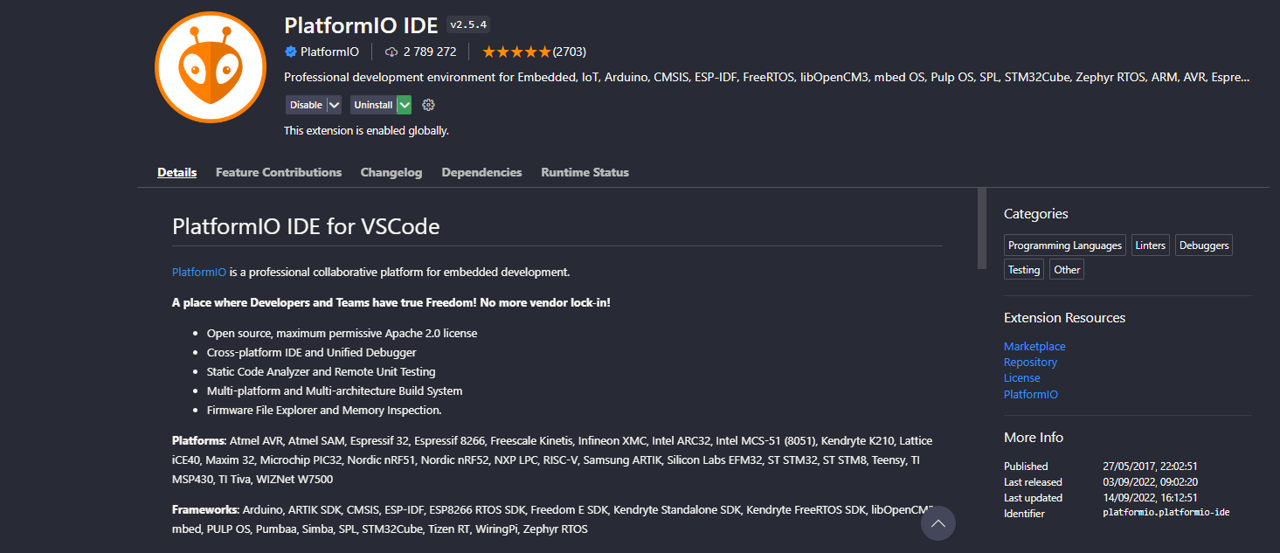 PlatformIO IDE v2.5.4
PlatformIO 2 789 272 (2703)
Professional development environment for Embedded, IoT, Arduino, CMSIS, ESP-IDF, FreeRTOS, libOpenCM3, mbed OS, Pulp OS, SPL, STM32Cube, Zephyr RTOS, ARM, AVR, Espre...
Disable Uninstall
This extension is enabled globally.
Details Feature Contributions Changelog Dependencies Runtime Status
PlatformIO IDE for VSCode
PlatformIO is a professional collaborative platform for embedded development.
A place where Developers and Teams have true Freedom! No more vendor lock-in!
• Open source, maximum permissive Apache 2.0 license
• Cross-platform IDE and Unified Debugger
• Static Code Analyzer and Remote Unit Testing
• Multi-platform and Multi-architecture Build System
• Firmware File Explorer and Memory Inspection.
Platforms: Atmel AVR, Atmel SAM, Espressif 32, Espressif 8266, Freescale Kinetis, Infineon XMC, Intel ARC32, Intel MCS-51 (8051), Kendryte K210, Lattice
iCE40, Maxim 32, Microchip PIC32, Nordic nRF51, Nordic nRF52, NXP LPC, RISC-V, Samsung ARTIK, Silicon Labs EFM32, ST STM32, ST STM8, Teensy, TI
MSP430, TI Tiva, WIZNet W7500
Frameworks: Arduino, ARTIK SDK, CMSIS, ESP-IDF, ESP8266 RTOS SDK, Freedom E SDK, Kendryte Standalone SDK, Kendryte FreeRTOS SDK, libOpenCM3,
mbed, PULP OS, Pumbaa, Simba, SPL, STM32Cube, Tizen RT, WiringPi, Zephyr RTOS
Categories
Programming Languages Linters Debuggers
Testing Other
Extension Resources
Marketplace
Repository
License
PlatformIO
More Info
Published 27/05/2017, 22:02:51
Last released 03/09/2022, 09:02:20
Last updated 14/09/2022, 16:12:51
Identifier platformio.platformio-ide